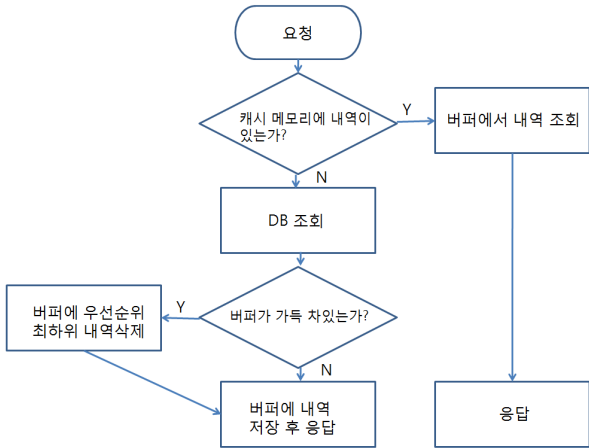 요청
캐시 메모리에 내역이
있는가?
Y
버퍼에서 내역 조회
N
DB 조회
버퍼에 우선순위
최하위 내역삭제
Y
버퍼가 가득 차있는가?
N
버퍼에 내역
저장 후 응답
응답